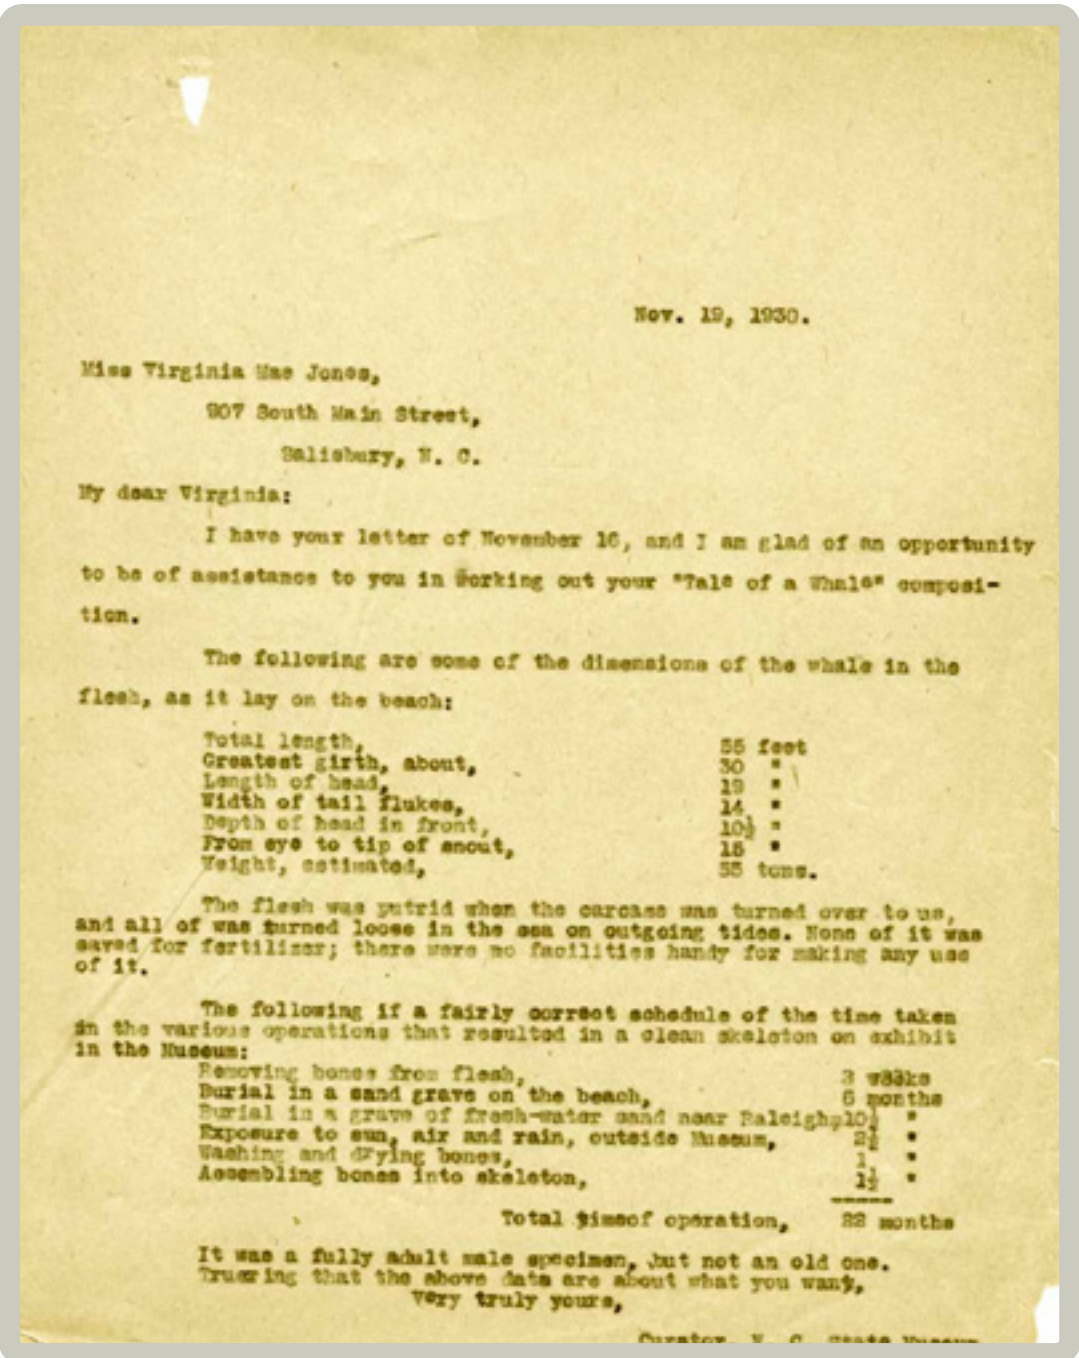 Nov. 19, 1930.
Miss Virginia Mae Jones,
907 South Main Street,
Salisbury, N. C.
My dear Virginia:
I have your letter of November 16, and I am glad of an opportunity
to be of assistance to you in working out your "Tale of a Whale" composi-
tion.
The following are some of the dimensions of the whale in the
flesh, as it lay on the beach:
Total length, 55 feet
Greatest girth, about, 30 "
Length of head, 19 "
Width of tail flukes, 14 "
Depth of head in front, 10½ "
From eye to tip of snout, 15 "
Weight, estimated, 55 tons.
The flesh was putrid when the carcass was turned over to us,
and all of was turned loose in the sea on outgoing tides. None of it was
saved for fertilizer; there were no facilities handy for making any use
of it.
The following if a fairly correct schedule of the time taken
in the various operations that resulted in a clean skeleton on exhibit
in the Museum:
Removing bones from flesh, 3 weeks
Burial in a sand grave on the beach, 6 months
Burial in a grave of fresh-water sand near Raleigh, 10½ "
Exposure to sun, air and rain, outside Museum, 2½ "
Washing and drying bones, 1 "
Assembling bones into skeleton, 1½ "
Total timeof operation, 22 months
It was a fully adult male specimen, but not an old one.
that the above data are about what you want,
Very truly yours,
Curator, N. C. State Museum